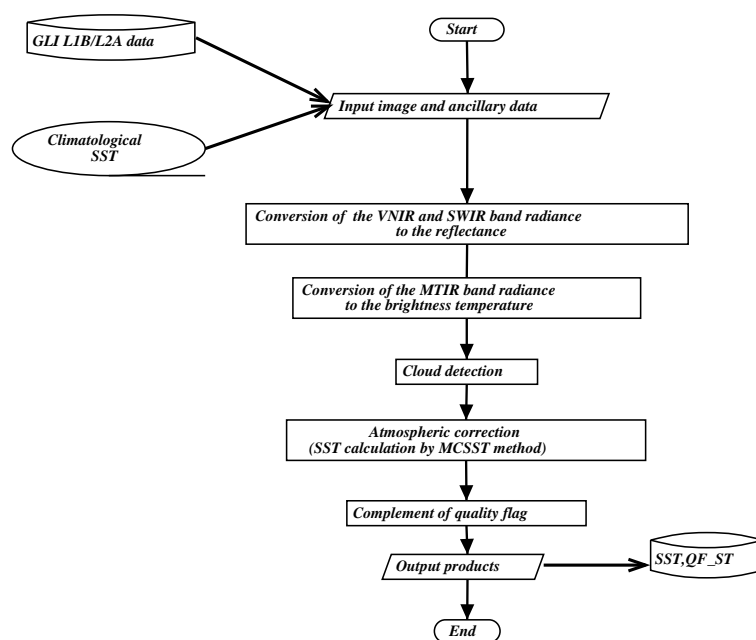 GLI L1B/L2A data
Start
Input image and ancillary data
Climatological
SST
Conversion of the VNIR and SWIR band radiance
to the reflectance
Conversion of the MTIR band radiance
to the brightness temperature
Cloud detection
Atmospheric correction
(SST calculation by MCSST method)
Complement of quality flag
Output products
SST,QF_ST
End